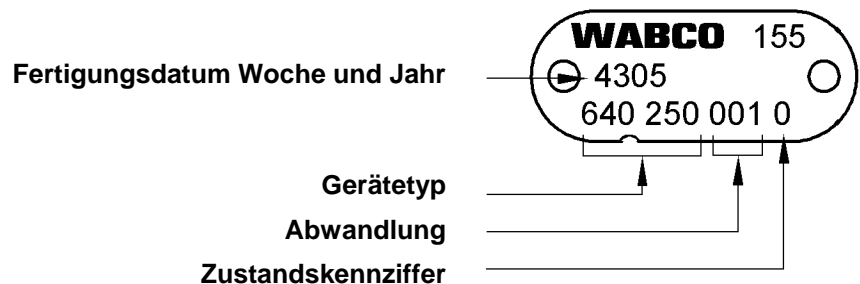 WABCO 155
Fertigungsdatum Woche und Jahr
4305
640 250 001 0
Gerätetyp
Abwandlung
Zustandskennziffer